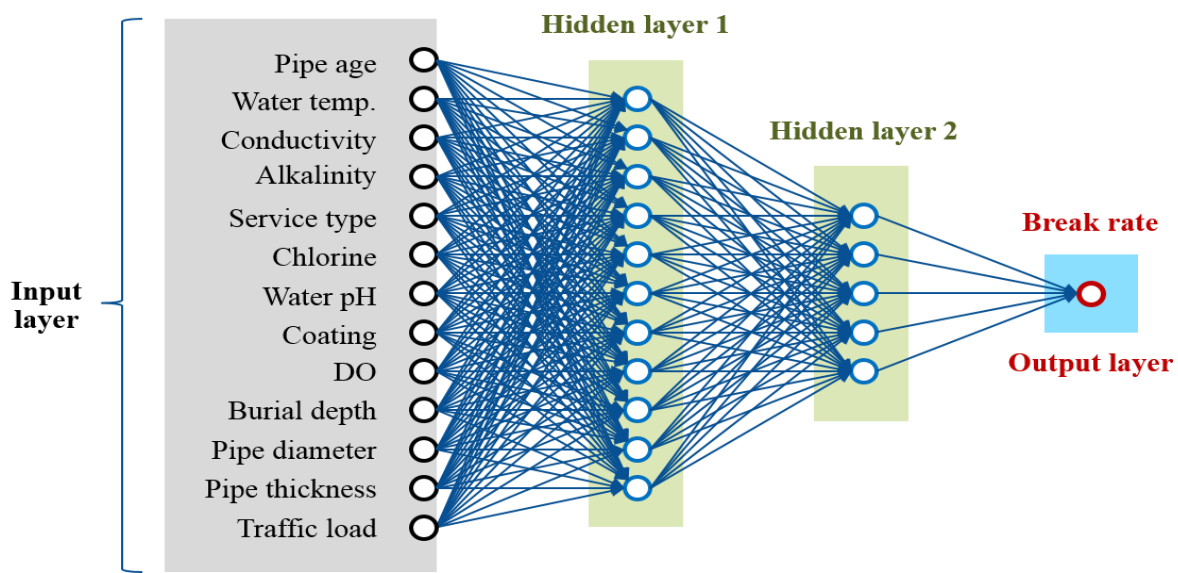 Hidden layer 1
Pipe age
Water temp.
Conductivity
Alkalinity
Service type
Chlorine
Water pH
Coating
DO
Burial depth
Pipe diameter
Pipe thickness
Traffic load
Input
layer
Hidden layer 2
Break rate
Output layer